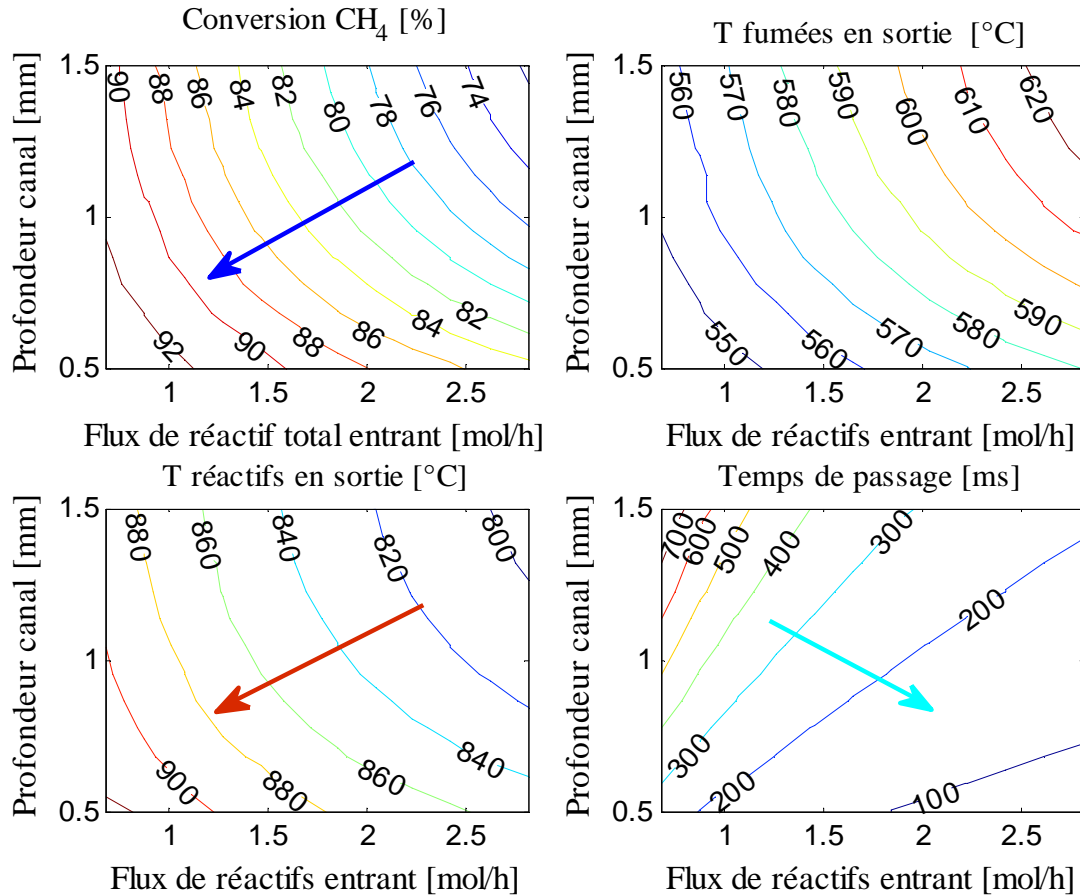 Conversion CH4 [%]
Profondeur canal [mm]
1.5
1
0.5
90 88 86 84 82 80 78 76 74
92 90 88 86 84 82
1 1.5 2 2.5
Flux de réactif total entrant [mol/h]
T fumées en sortie [°C]
Profondeur canal [mm]
1.5
1
0.5
560 570 580 590 600 610 620
550 560 570 580 590
1 1.5 2 2.5
Flux de réactifs entrant [mol/h]
T réactifs en sortie [°C]
Profondeur canal [mm]
1.5
1
0.5
880 860 840 820 800
900 880 860 840
1 1.5 2 2.5
Flux de réactifs entrant [mol/h]
Temps de passage [ms]
Profondeur canal [mm]
1.5
1
0.5
700 600 500 400 300 200
300 200 100
1 1.5 2 2.5
Flux de réactifs entrant [mol/h]